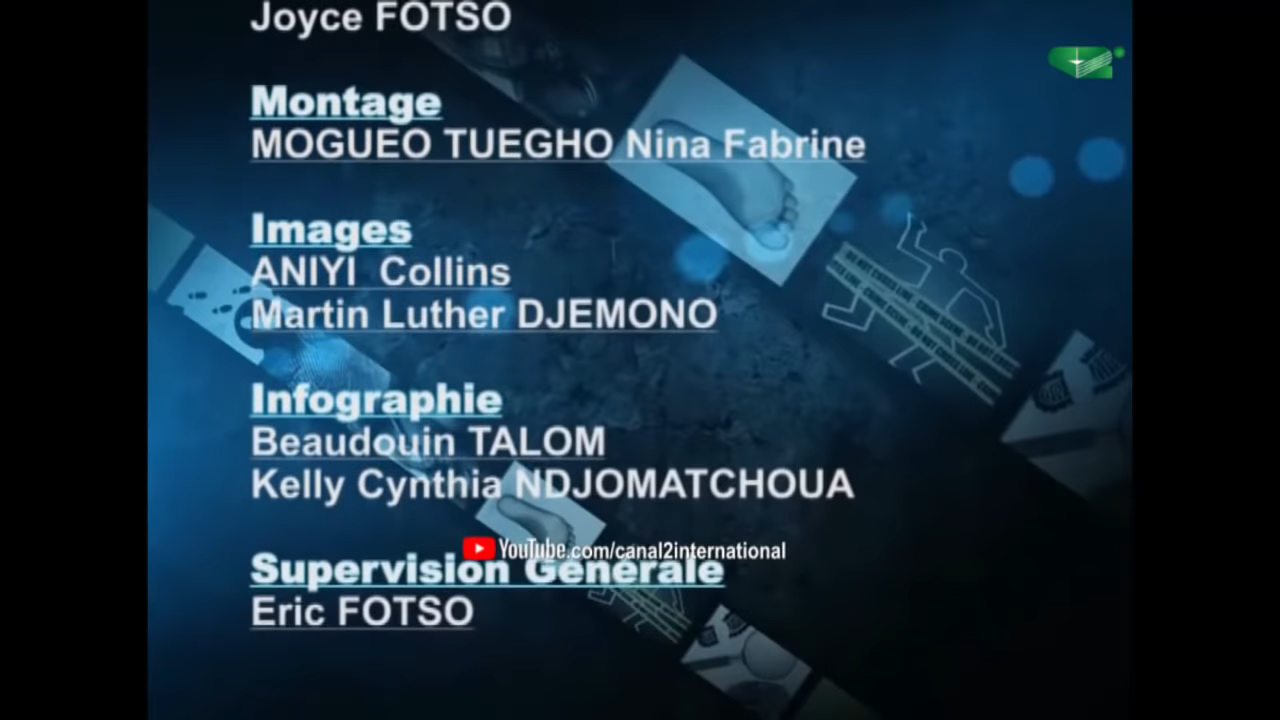 Joyce FOTSO
Montage
MOGUEO TUEGHO Nina Fabrine
Images
ANIYI Collins
Martin Luther DJEMONO
Infographie
Beaudouin TALOM
Kelly Cynthia NDJOMATCHOUA
YouTube.com/canal2international
Supervision Générale
Eric FOTSO